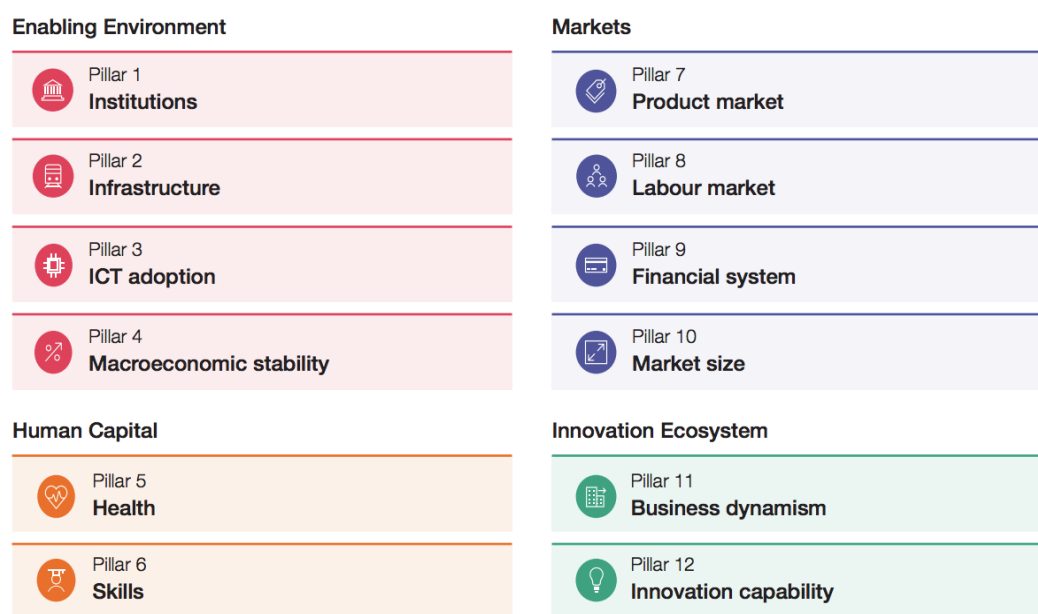 Enabling Environment
Pillar 1
Institutions
Pillar 2
Infrastructure
Pillar 3
ICT adoption
Pillar 4
Macroeconomic stability
Human Capital
Pillar 5
Health
Pillar 6
Skills
Markets
Pillar 7
Product market
Pillar 8
Labour market
Pillar 9
Financial system
Pillar 10
Market size
Innovation Ecosystem
Pillar 11
Business dynamism
Pillar 12
Innovation capability